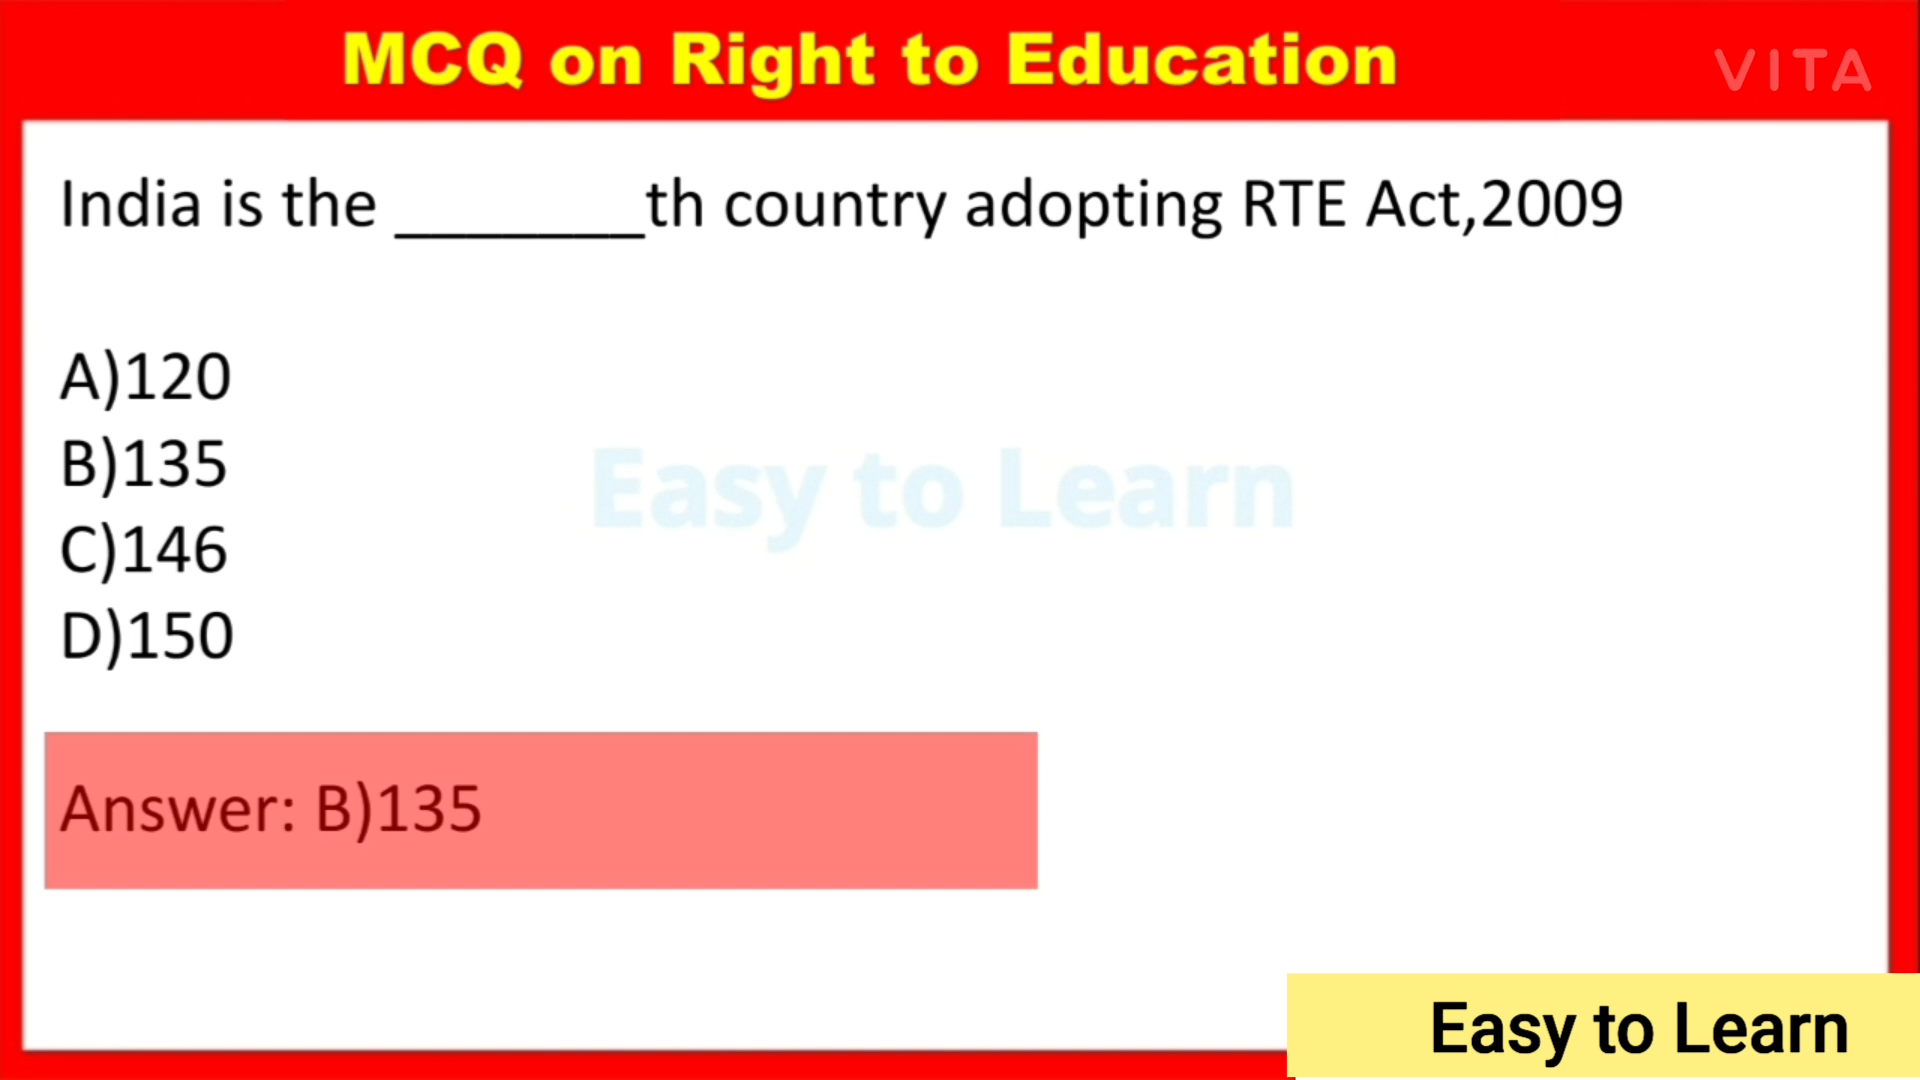 MCQ on Right to Education
VITA
India is the _______th country adopting RTE Act,2009
A)120
B)135
C)146
D)150
Easy to Learn
Answer: B)135
Easy to Learn